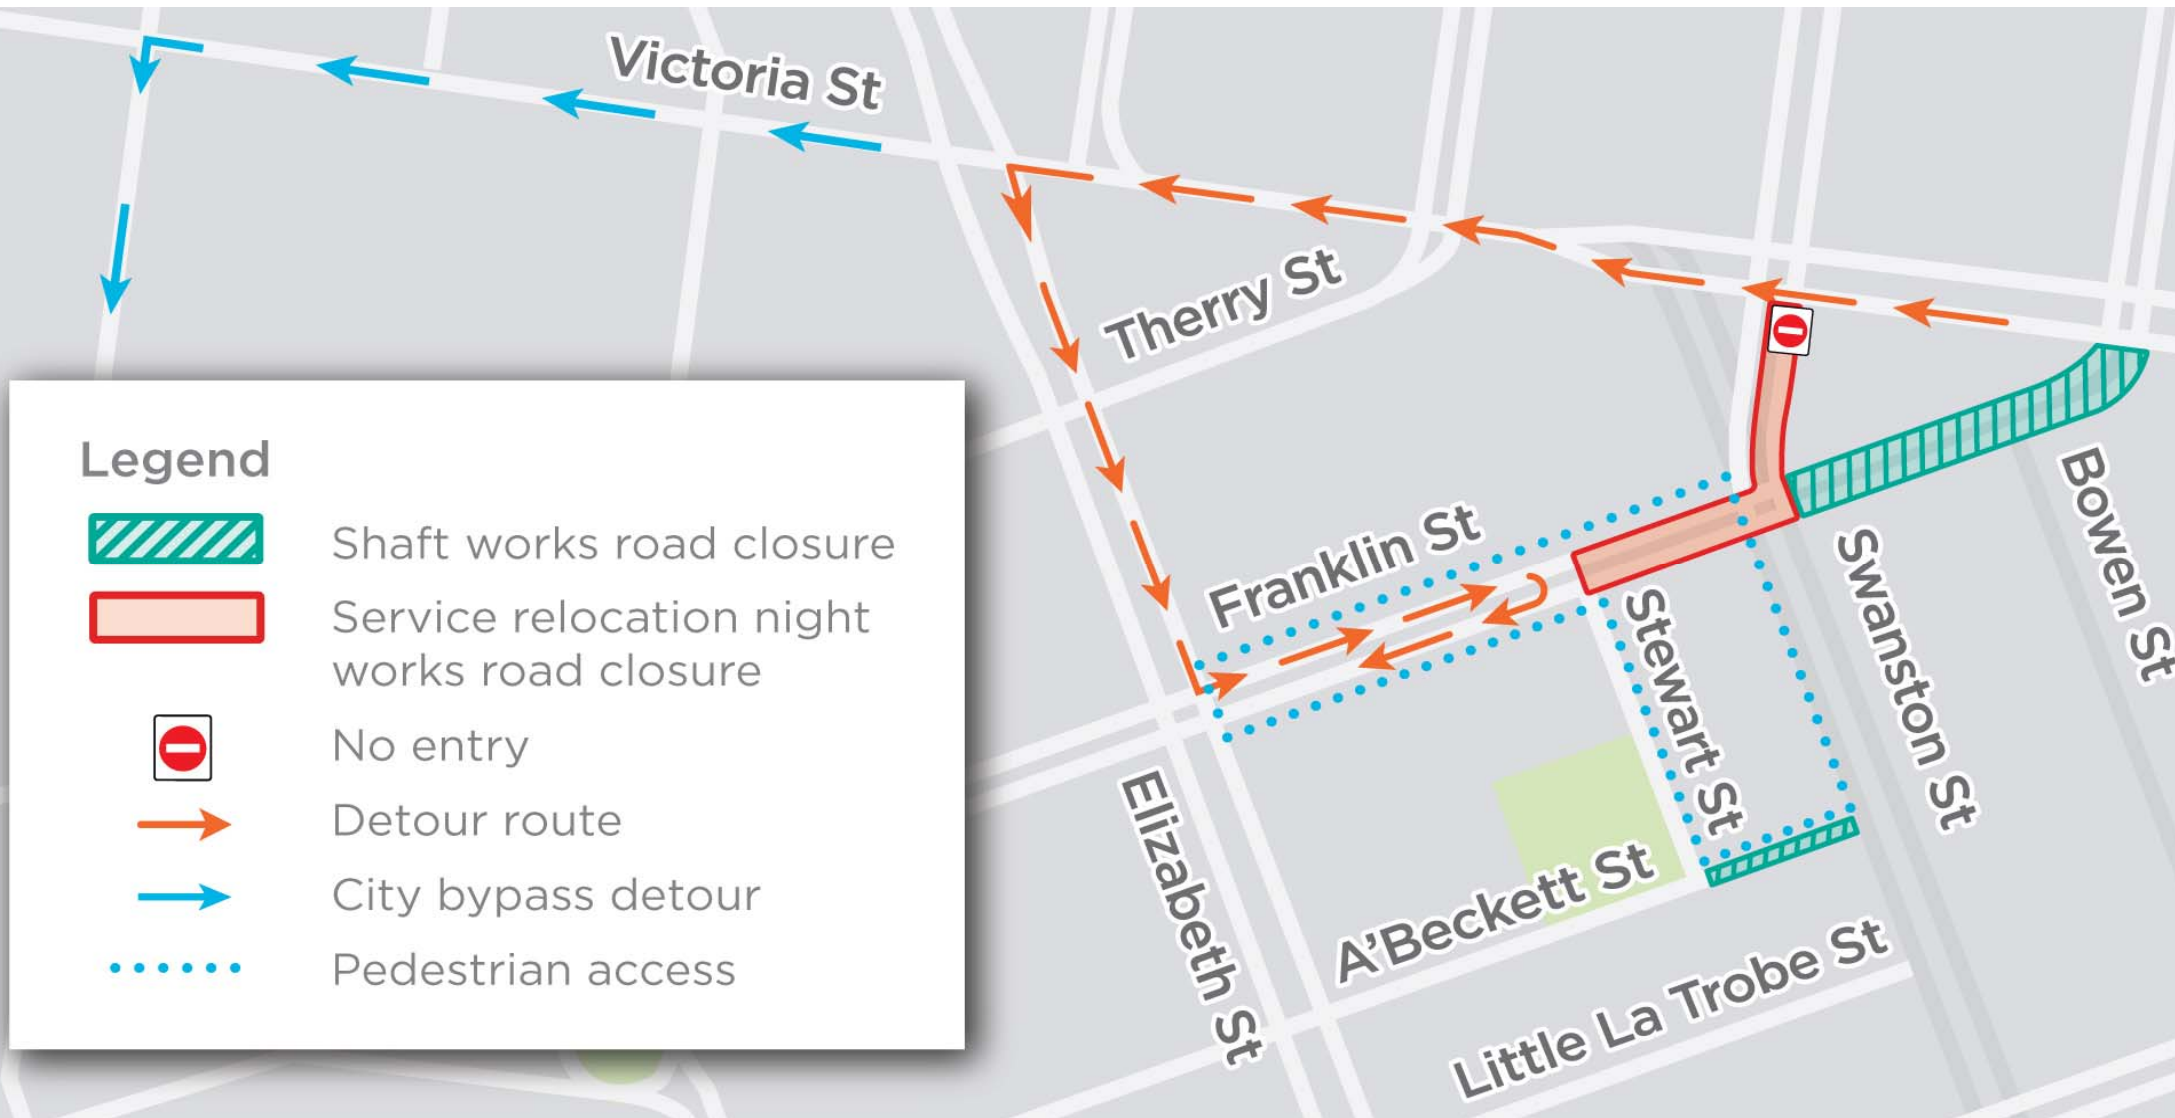 Victoria St
Therry St
Franklin St
Stewart St
Swanston St
Bowen St
Elizabeth St
A'Beckett St
Little La Trobe St
Legend
Shaft works road closure
Service relocation night
works road closure
No entry
Detour route
City bypass detour
Pedestrian access